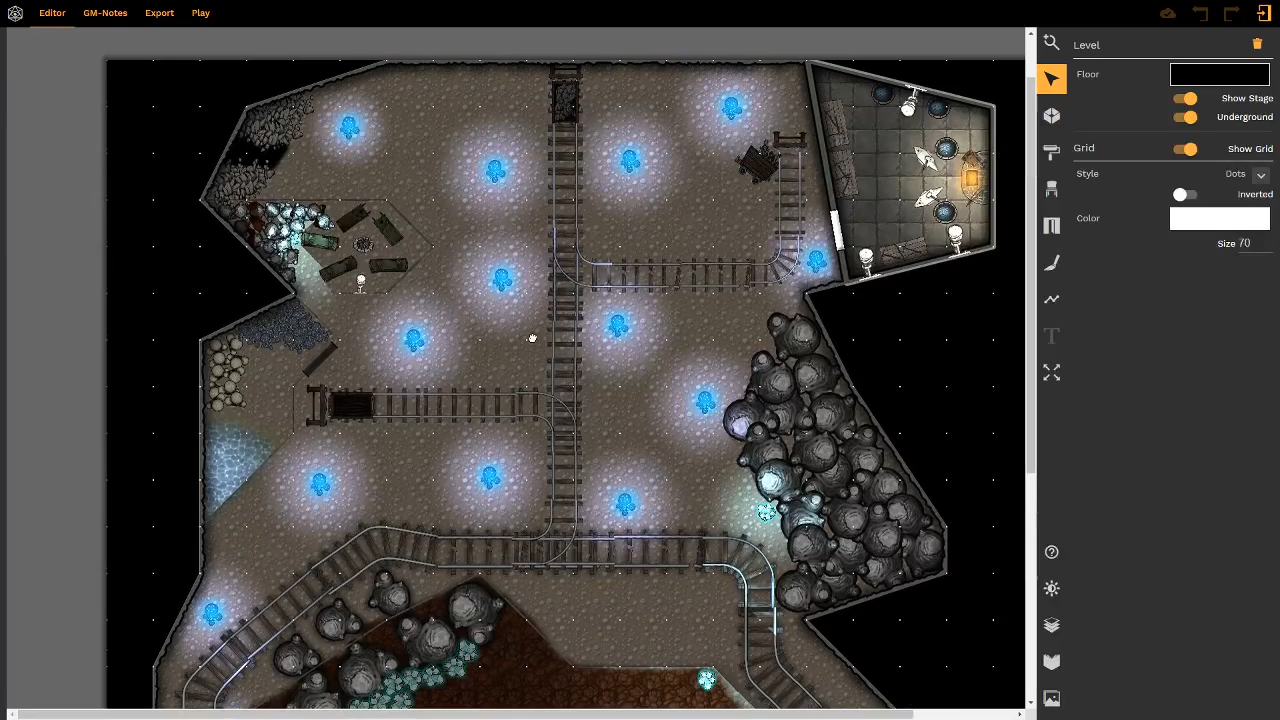 Editor GM-Notes Export Play
Level
Floor
Show Stage
Underground
Grid Show Grid
Style Dots
Inverted
Color
Size 70
T